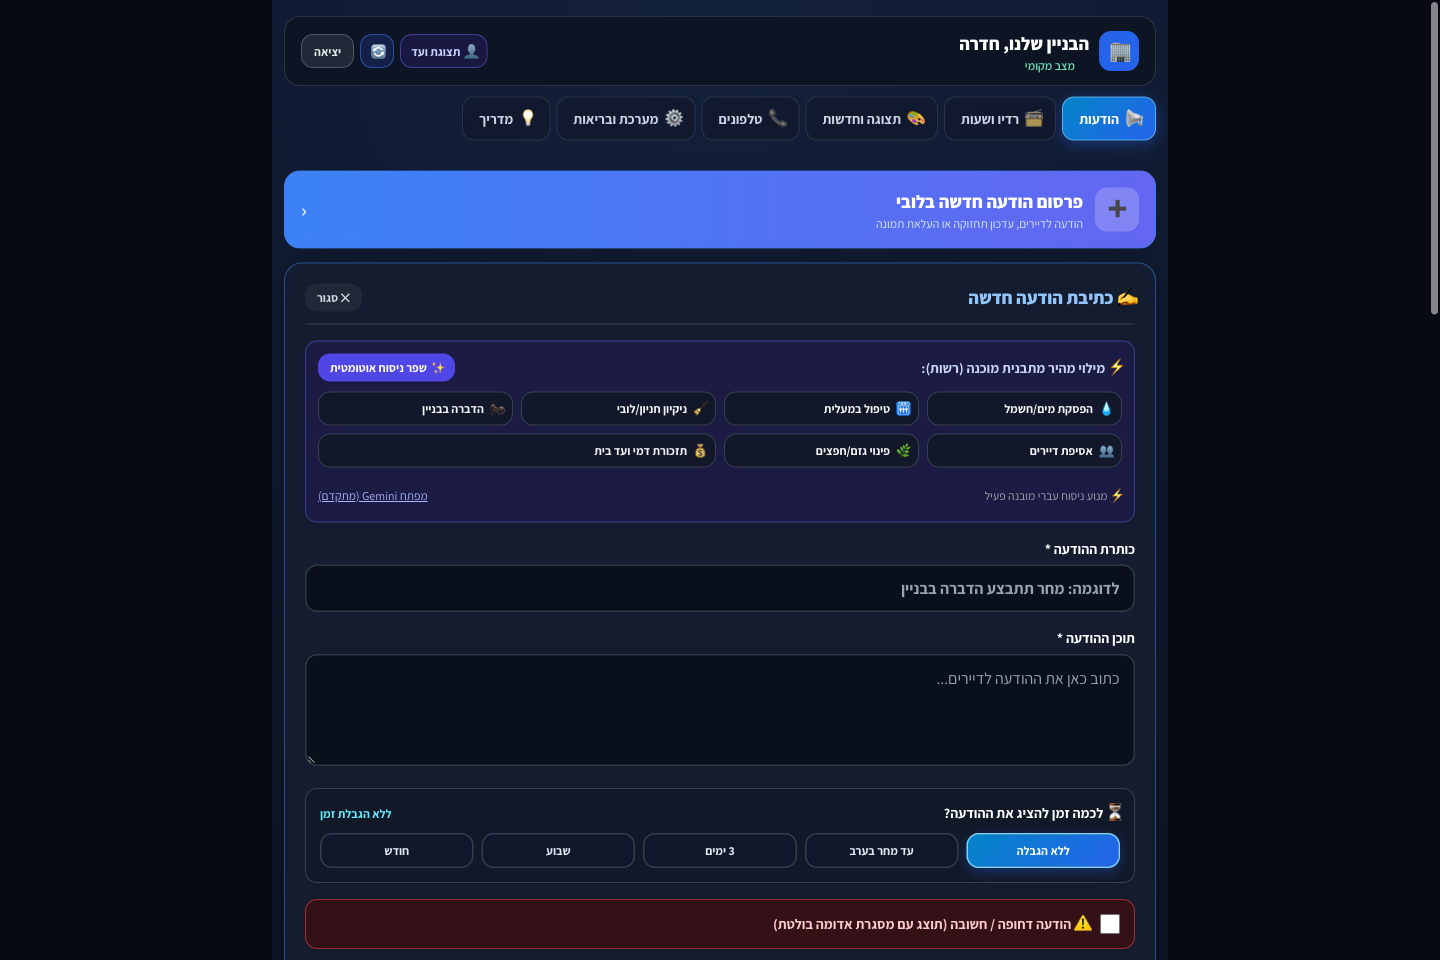 הבניין שלנו, חדרה
מצב מקומי
תצוגת ועד
יציאה
הודעות
רדיו ושעות
תצוגה וחדשות
טלפונים
מערכת ובריאות
מדריך
פרסום הודעה חדשה בלובי
הודעה לדיירים, עדכון תחזוקה או העלאת תמונה
כתיבת הודעה חדשה
✕ סגור
מילוי מהיר מתבנית מוכנה (רשות):
שפר ניסוח אוטומטית
הפסקת מים/חשמל
טיפול במעלית
ניקיון חניון/לובי
הדברה בבניין
אסיפת דיירים
פינוי גזם/חפצים
תזכורת דמי ועד בית
מנוע ניסוח עברי מובנה פעיל
מפתח Gemini (מתקדם)
כותרת ההודעה *
לדוגמה: מחר תתבצע הדברה בבניין
תוכן ההודעה *
כתוב כאן את ההודעה לדיירים...
לכמה זמן להציג את ההודעה?
ללא הגבלת זמן
ללא הגבלה
עד מחר בערב
3 ימים
שבוע
חודש
הודעה דחופה / חשובה (תוצג עם מסגרת אדומה בולטת)